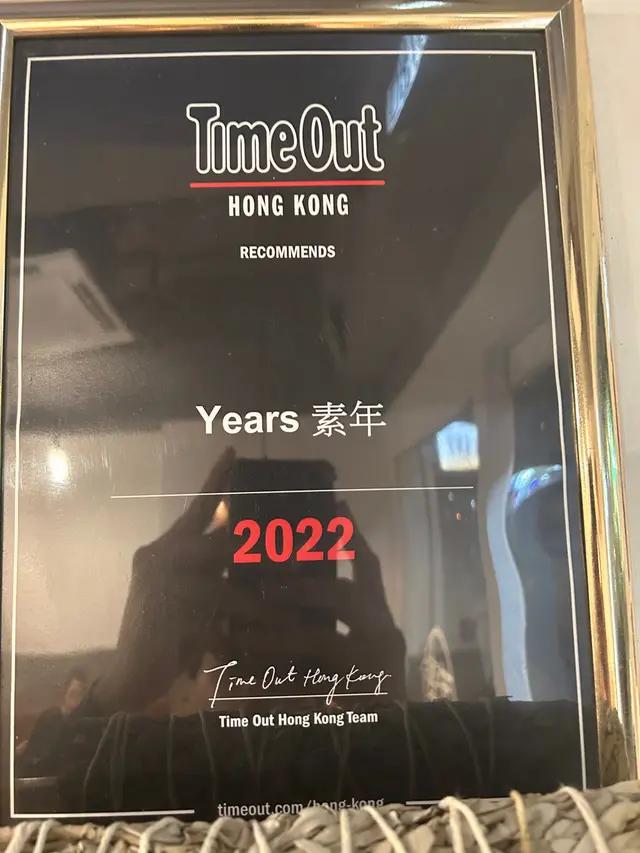 TimeOut
HONG KONG
RECOMMENDS
Years 素年
2022
Time Out Hong Kong
Time Out Hong Kong Team
timeout.com/hong-kong